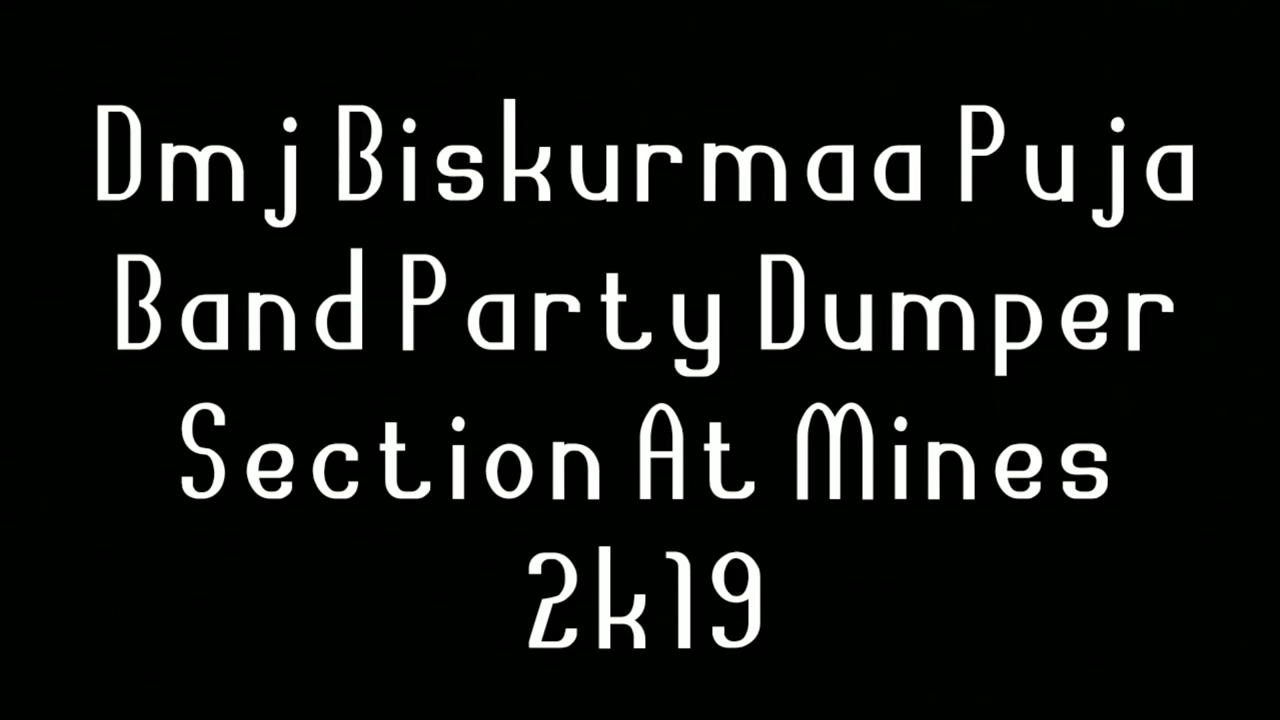 Dmj Biskurmaa Puja
Band Party Dumper
Section At Mines
2k19